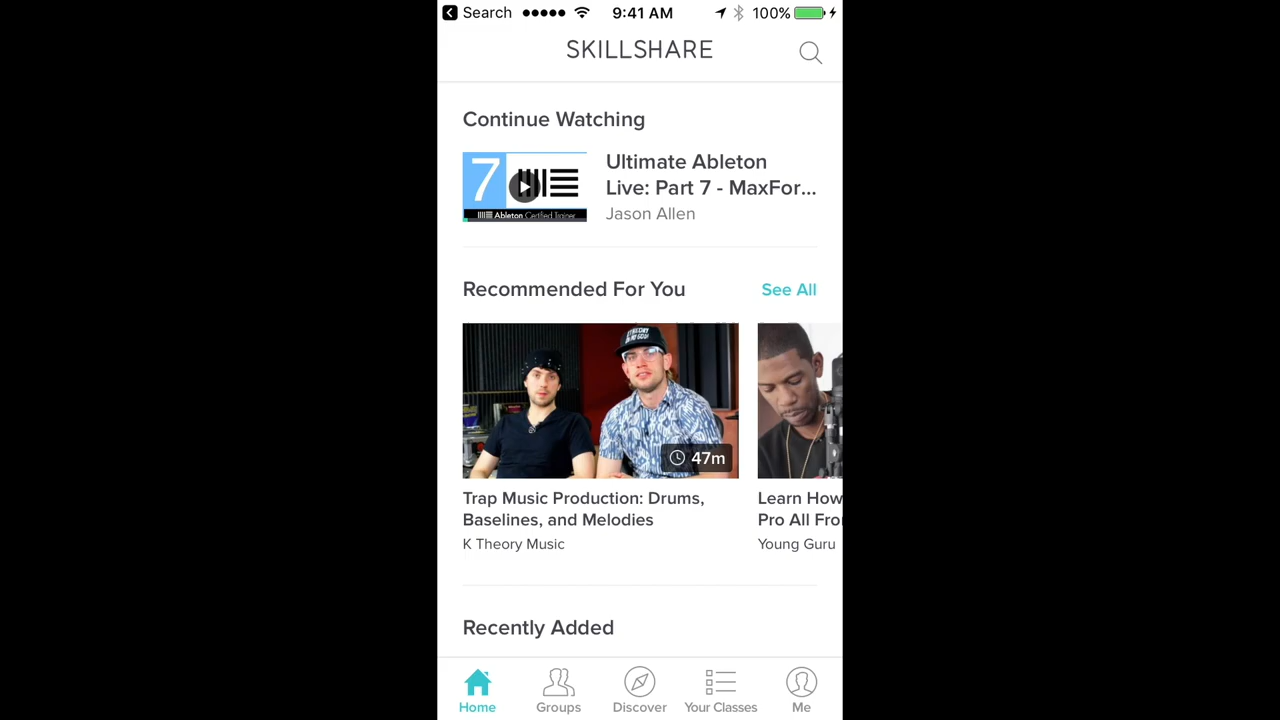 Search 9:41 AM 100%
SKILLSHARE
Continue Watching
7
Ableton Certified Trainer
Ultimate Ableton
Live: Part 7 - MaxFor...
Jason Allen
Recommended For You See All
47m
Trap Music Production: Drums,
Baselines, and Melodies
K Theory Music
Learn How
Pro All Fro
Young Guru
Recently Added
Home Groups Discover Your Classes Me